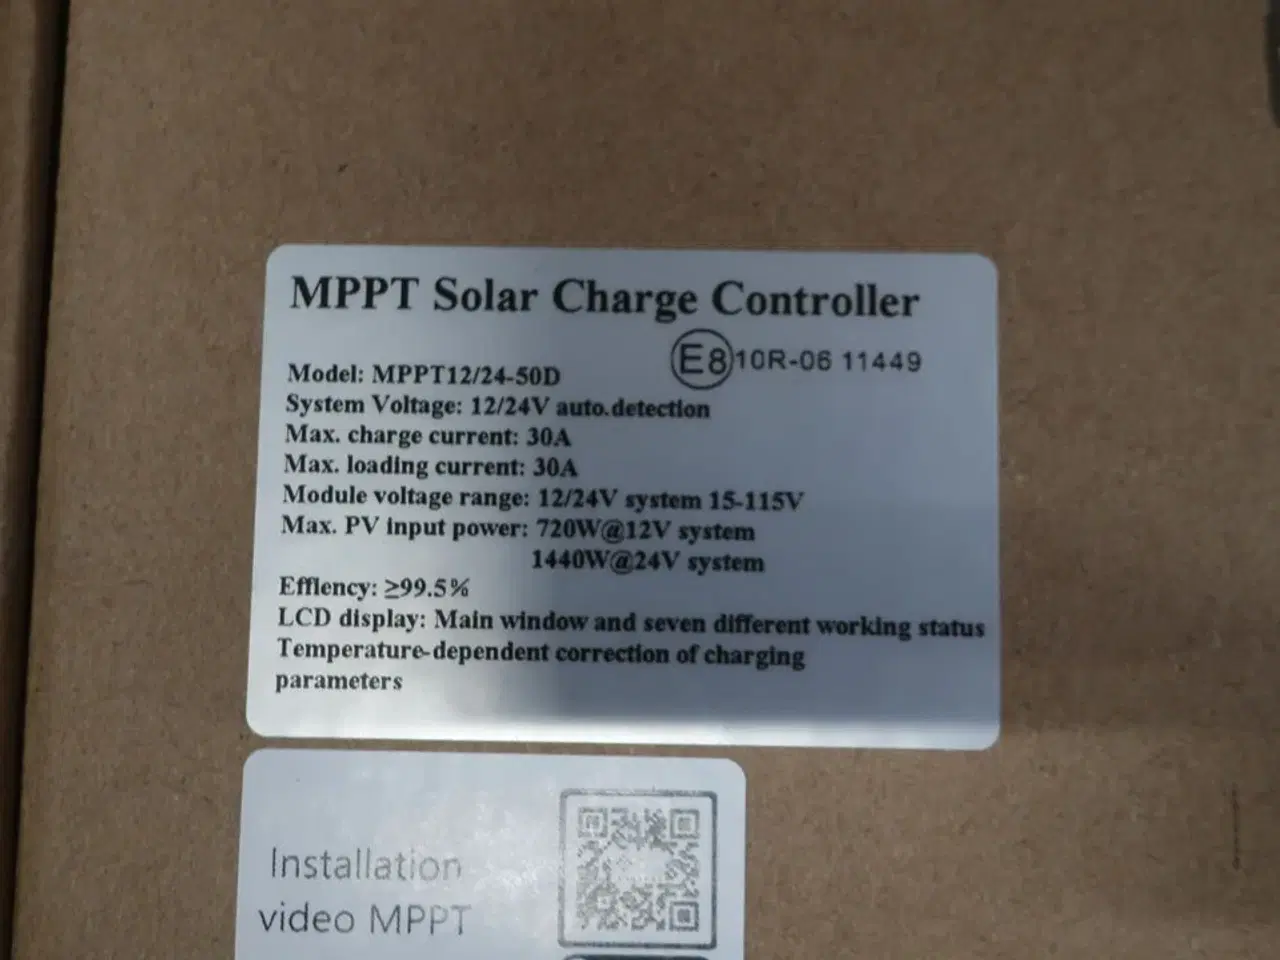 MPPT Solar Charge Controller
E8 10R-06 11449
Model: MPPT12/24-50D
System Voltage: 12/24V auto.detection
Max. charge current: 30A
Max. loading current: 30A
Module voltage range: 12/24V system 15-115V
Max. PV input power: 720W@12V system
1440W@24V system
Efflency: ≥99.5%
LCD display: Main window and seven different working status
Temperature-dependent correction of charging
parameters
Installation
video MPPT